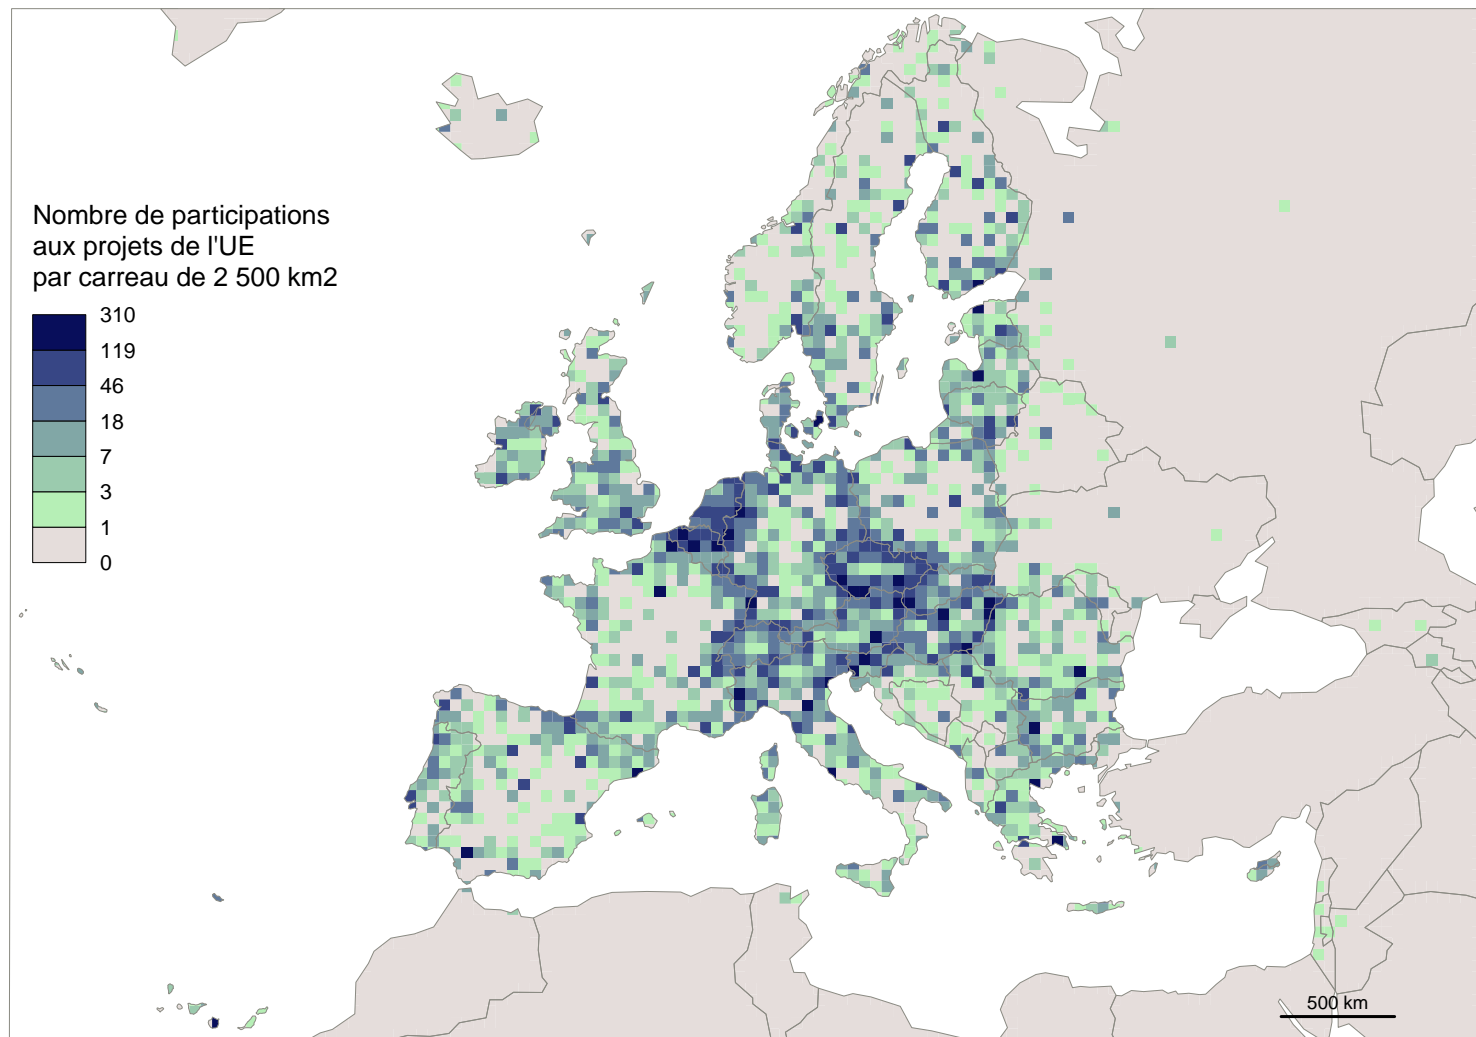 Nombre de participations
aux projets de l'UE
par carreau de 2 500 km2
310
119
46
18
7
3
1
0
500 km